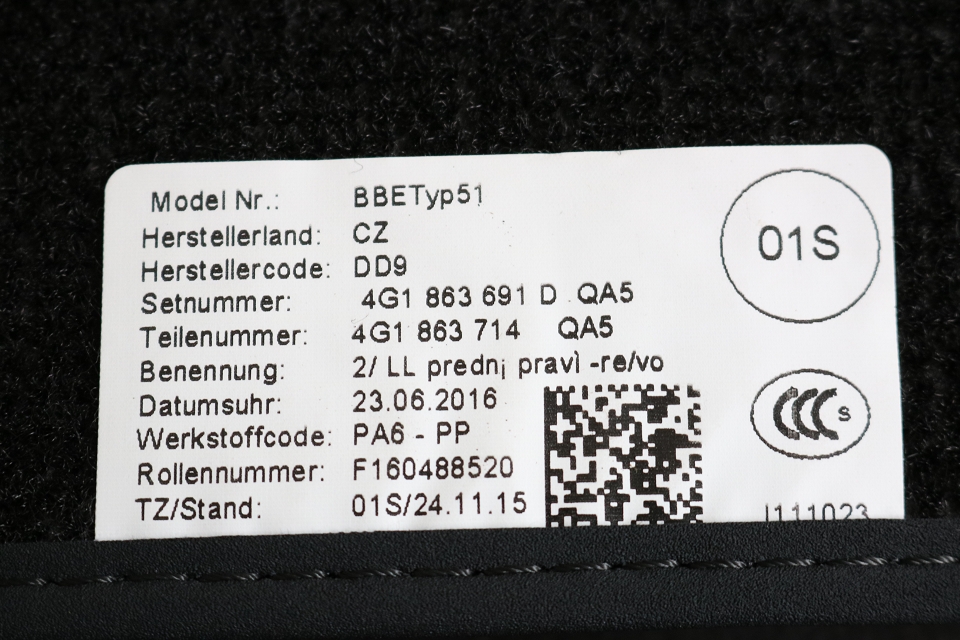 Model Nr.: BBETyp51
Herstellerland: CZ
Herstellercode: DD9
Setnummer: 4G1 863 691 D QA5
Teilenummer: 4G1 863 714 QA5
Benennung: 2/ LL prednj pravì -re/vo
Datumsuhr: 23.06.2016
Werkstoffcode: PA6 - PP
Rollennummer: F160488520
TZ/Stand: 01S/24.11.15
01S
CCC S